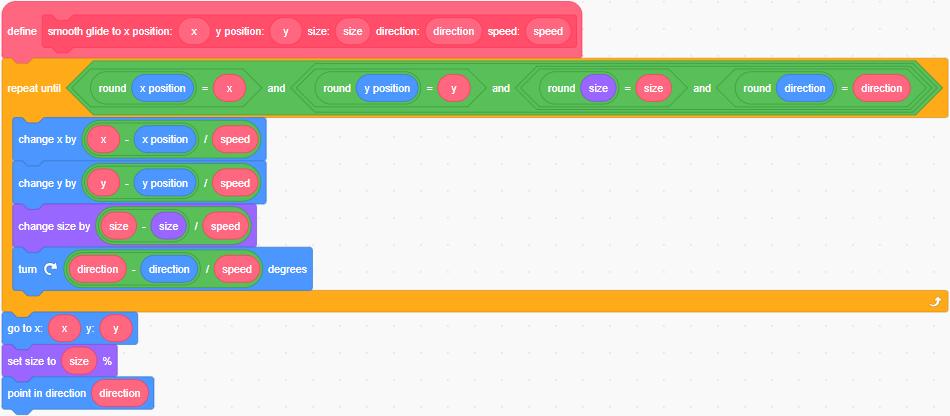 define smooth glide to x position: x y position: y size: size direction: direction speed: speed
repeat until round x position = x and round y position = y and round size = size and round direction = direction
change x by x - x position / speed
change y by y - y position / speed
change size by size - size / speed
turn direction - direction / speed degrees
go to x: x y: y
set size to size %
point in direction direction